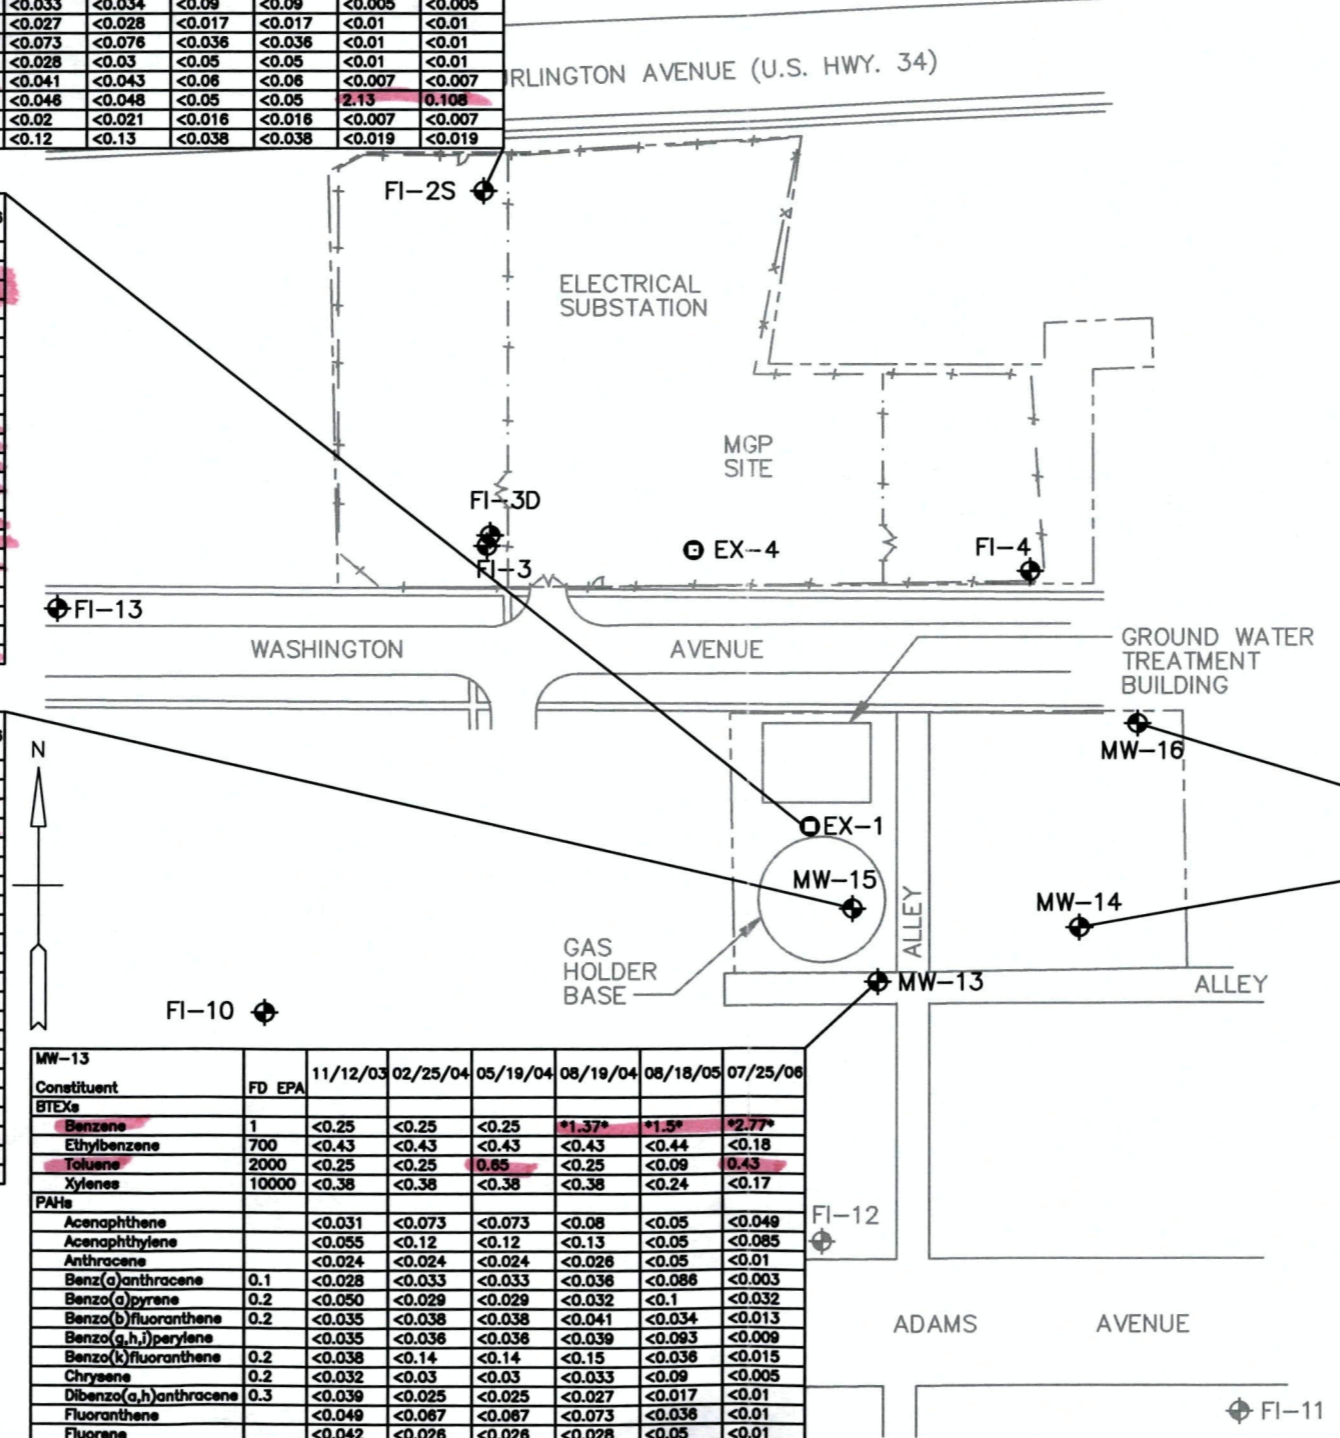 <0.033 <0.034 <0.09 <0.09 <0.005 <0.005
<0.027 <0.028 <0.017 <0.017 <0.01 <0.01
<0.073 <0.076 <0.036 <0.036 <0.01 <0.01
<0.028 <0.03 <0.05 <0.05 <0.01 <0.01
<0.041 <0.043 <0.06 <0.06 <0.007 <0.007
<0.046 <0.048 <0.05 <0.05 2.13 0.108
<0.02 <0.021 <0.016 <0.016 <0.007 <0.007
<0.12 <0.13 <0.038 <0.038 <0.019 <0.019
RLINGTON AVENUE (U.S. HWY. 34)
FI-2S
ELECTRICAL
SUBSTATION
MGP
SITE
FI-3D
FI-3
EX-4
FI-4
FI-13
WASHINGTON AVENUE
GROUND WATER
TREATMENT
BUILDING
MW-16
N
EX-1
MW-15
MW-14
ALLEY
GAS
HOLDER
BASE
MW-13
ALLEY
FI-10
MW-13
Constituent FD EPA 11/12/03 02/25/04 05/19/04 08/19/04 08/18/05 07/25/06
BTEXs
Benzene 1 <0.25 <0.25 <0.25 *1.37* *1.5* *2.77*
Ethylbenzene 700 <0.43 <0.43 <0.43 <0.43 <0.44 <0.18
Toluene 2000 <0.25 <0.25 0.65 <0.25 <0.09 0.43
Xylenes 10000 <0.38 <0.38 <0.38 <0.38 <0.24 <0.17
PAHs
Acenaphthene <0.031 <0.073 <0.073 <0.08 <0.05 <0.049
Acenaphthylene <0.055 <0.12 <0.12 <0.13 <0.05 <0.085
Anthracene <0.024 <0.024 <0.024 <0.026 <0.05 <0.01
Benz(a)anthracene 0.1 <0.028 <0.033 <0.033 <0.036 <0.086 <0.003
Benzo(a)pyrene 0.2 <0.050 <0.029 <0.029 <0.032 <0.1 <0.032
Benzo(b)fluoranthene 0.2 <0.035 <0.038 <0.038 <0.041 <0.034 <0.013
Benzo(g,h,i)perylene <0.035 <0.036 <0.036 <0.039 <0.093 <0.009
Benzo(k)fluoranthene 0.2 <0.038 <0.14 <0.14 <0.15 <0.036 <0.015
Chrysene 0.2 <0.032 <0.03 <0.03 <0.033 <0.09 <0.005
Dibenzo(a,h)anthracene 0.3 <0.039 <0.025 <0.025 <0.027 <0.017 <0.01
Fluoranthene <0.049 <0.067 <0.067 <0.073 <0.036 <0.01
Fluorene <0.042 <0.026 <0.026 <0.028 <0.05 <0.01
FI-12
ADAMS AVENUE
FI-11